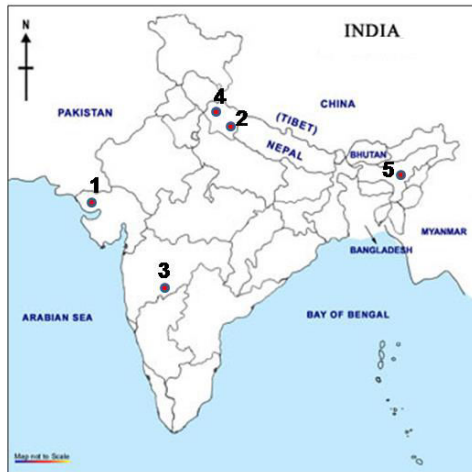 N
INDIA
4
PAKISTAN
CHINA
2
(TIBET)
NEPAL
BHUTAN
5
1
MYANMAR
BANGLADESH
3
ARABIAN SEA
BAY OF BENGAL
Map not to Scale